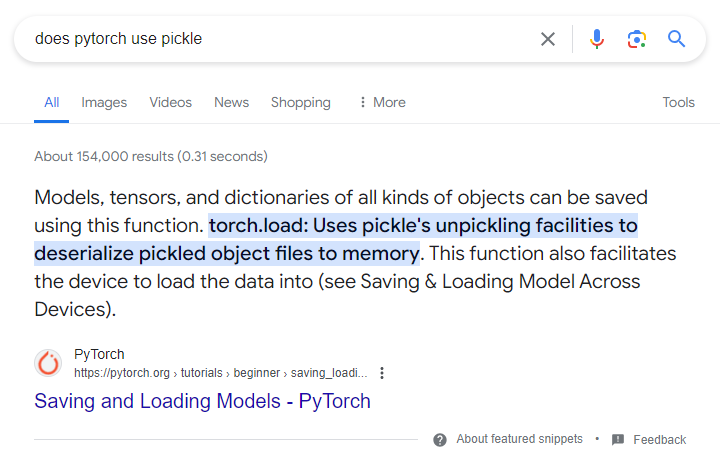 does pytorch use pickle
All Images Videos News Shopping More Tools
About 154,000 results (0.31 seconds)
Models, tensors, and dictionaries of all kinds of objects can be saved
using this function. torch.load: Uses pickle's unpickling facilities to
deserialize pickled object files to memory. This function also facilitates
the device to load the data into (see Saving & Loading Model Across
Devices).
PyTorch
https://pytorch.org › tutorials › beginner › saving_loadi...
Saving and Loading Models - PyTorch
About featured snippets • Feedback